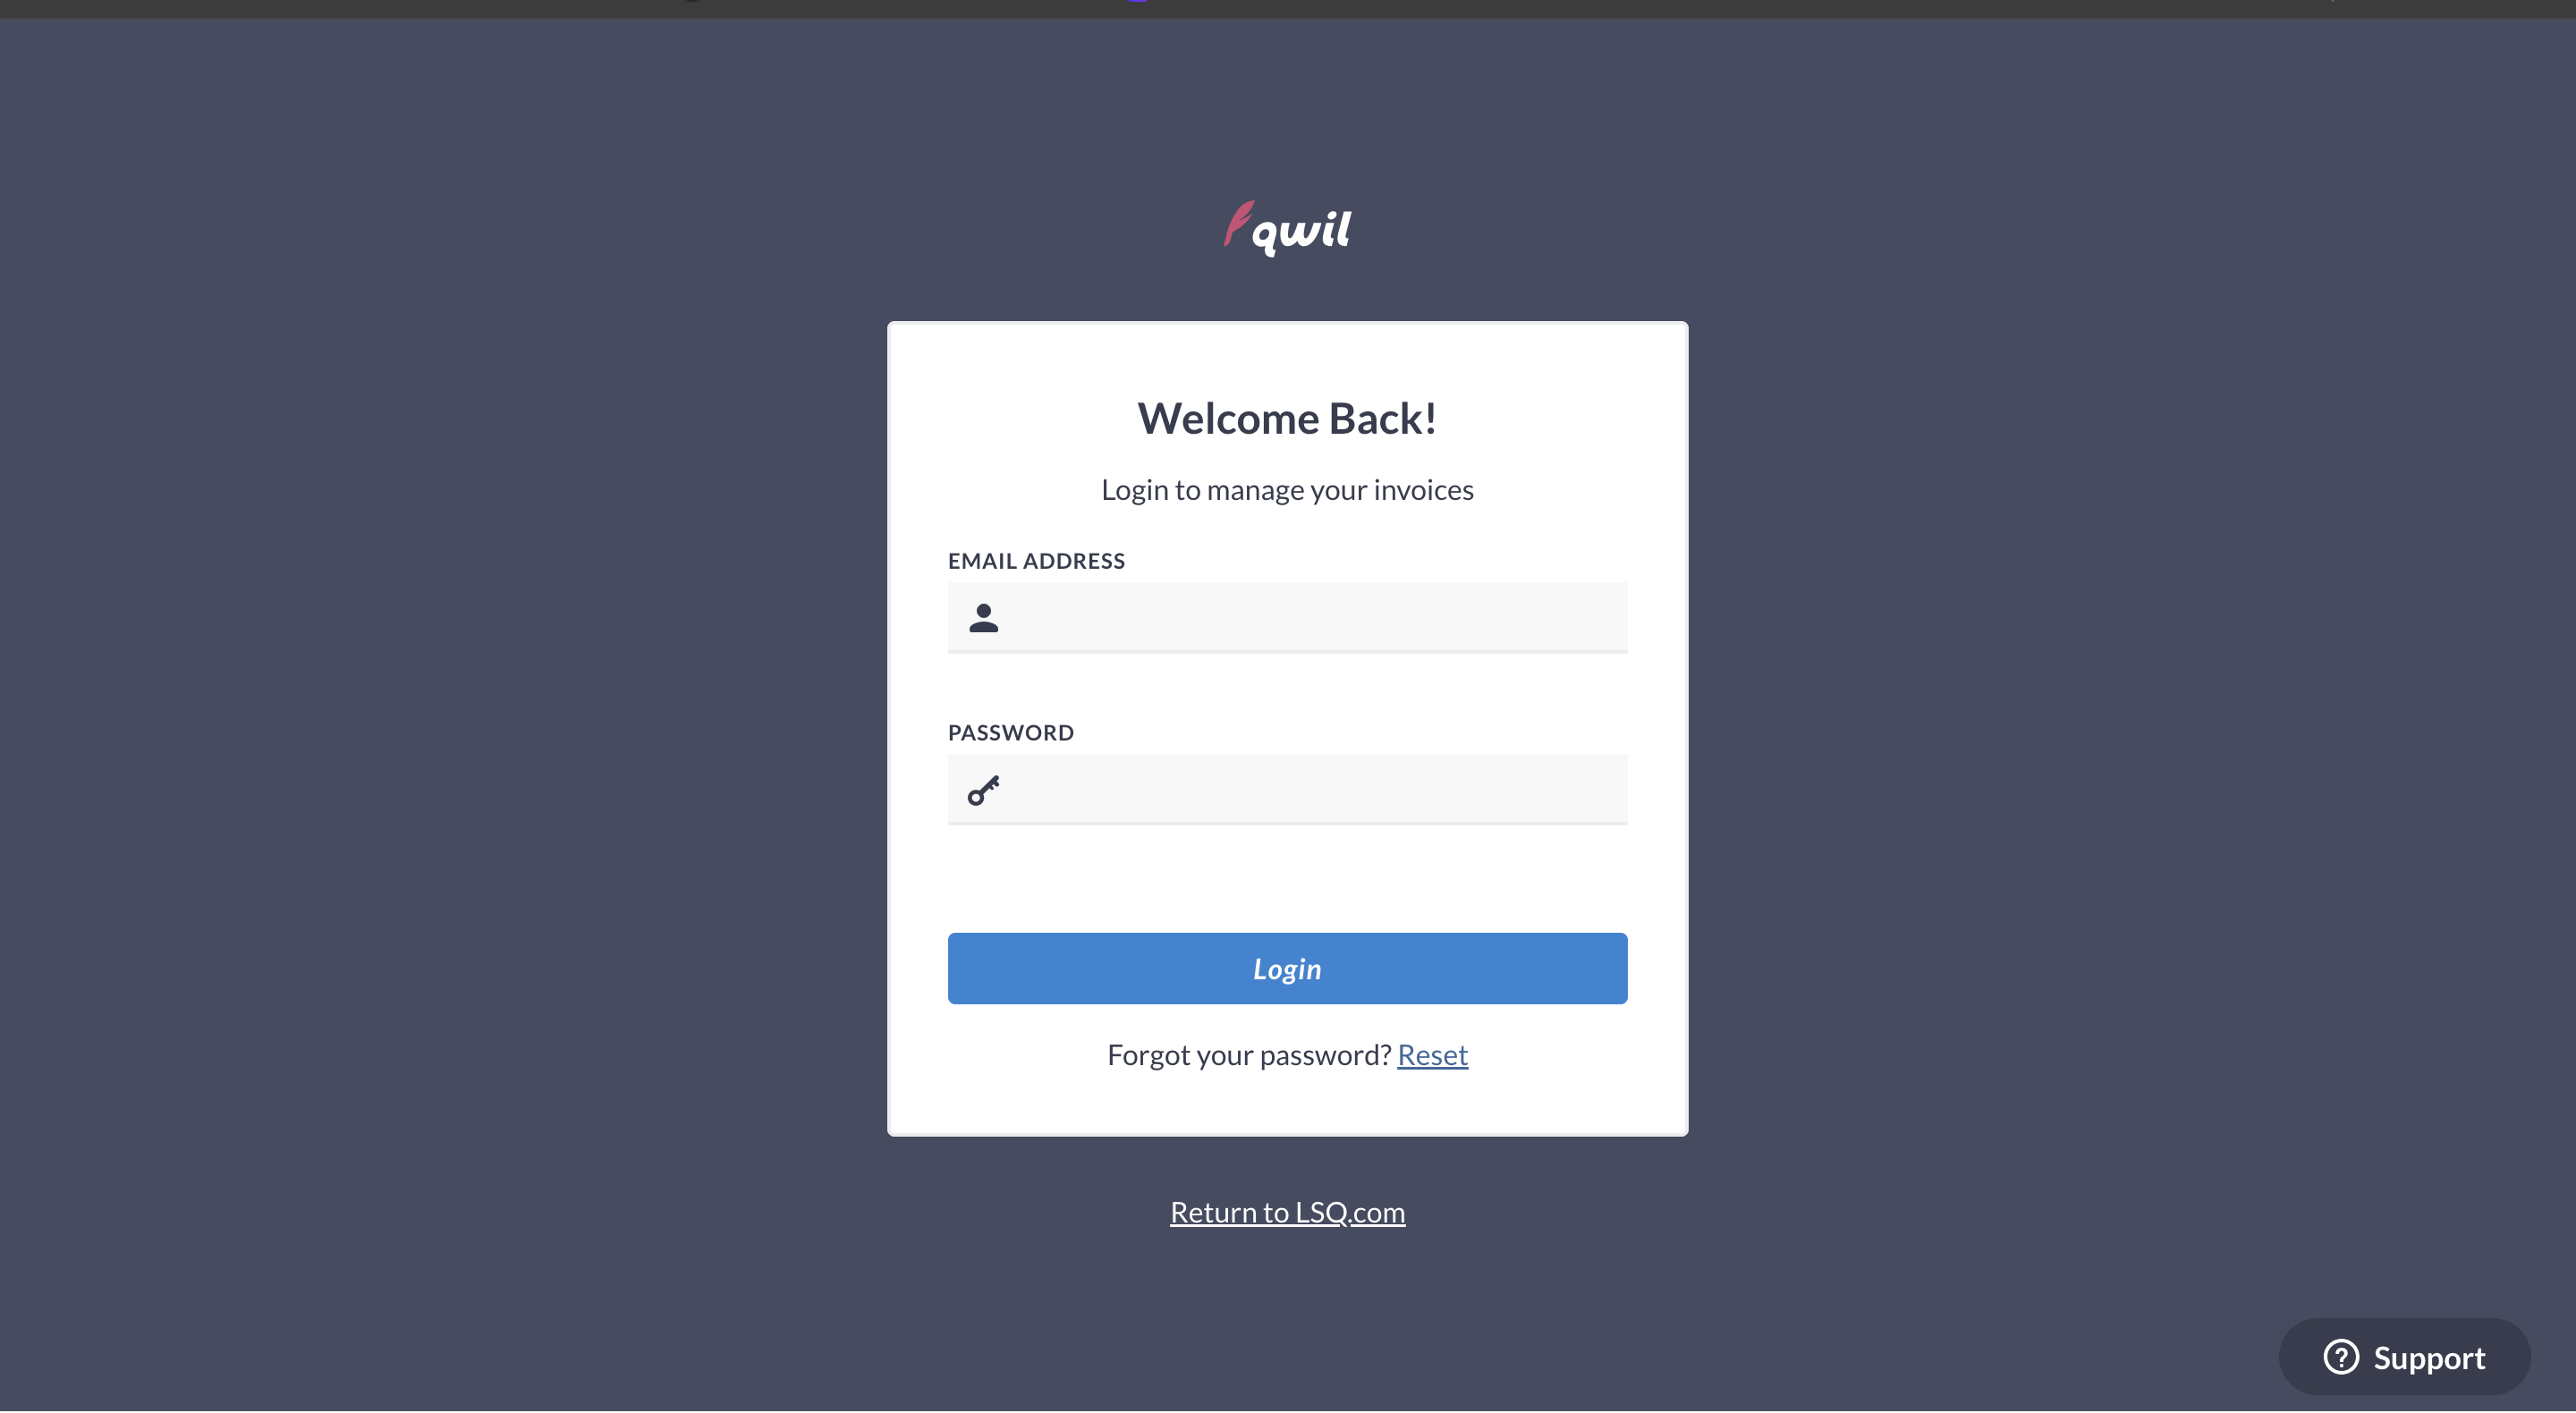 qwil
Welcome Back!
Login to manage your invoices
EMAIL ADDRESS
PASSWORD
Login
Forgot your password? Reset
Return to LSQ.com
Support